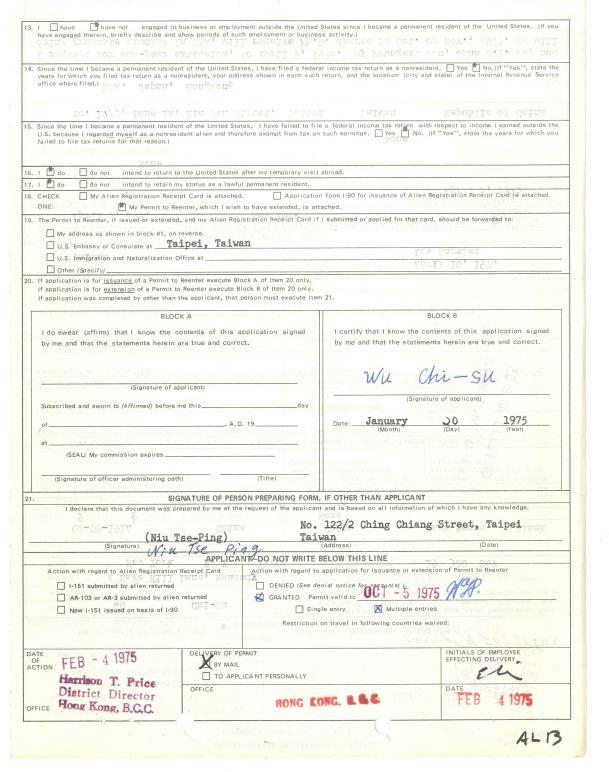 13. I have have not engaged in business or employment outside the United States since I became a permanent resident of the United States. (If you
have engaged herein, briefly describe and show periods of such employment or business activity.)
14. Since the time I became a permanent resident of the United States, I have filed a federal income tax return as a nonresident. Yes No. (If "Yes", state the
years for which you filed tax return as a nonresident, your address shown in each such return, and the location (city and state) of the Internal Revenue Service
office where filed.)
15. Since the time I became a permanent resident of the United States, I have failed to file a federal income tax return with respect to income I earned outside the
U.S. because I regarded myself as a nonresident alien and therefore exempt from tax on such earnings. Yes No. (If "Yes", state the years for which you
failed to file tax returns for that reason.)
16. I do do not intend to return to the United States after my temporary visit abroad.
17. I do do not intend to retain my status as a lawful permanent resident.
18. CHECK My Alien Registration Receipt Card is attached. Application Form I-90 for issuance of Alien Registration Receipt Card is attached.
ONE: My Permit to Reenter, which I wish to have extended, is attached.
19. The Permit to Reenter, if issued or extended, and my Alien Registration Receipt Card if I submitted or applied for that card, should be forwarded to:
My address as shown in block #1, on reverse.
U.S. Embassy or Consulate at Taipei, Taiwan
U.S. Immigration and Naturalization Office at
Other (Specify)
20. If application is for issuance of a Permit to Reenter execute Block A of item 20 only.
If application is for extension of a Permit to Reenter execute Block B of item 20 only.
If application was completed by other than the applicant, that person must execute item 21.
BLOCK A
I do swear (affirm) that I know the contents of this application signed
by me and that the statements herein are true and correct.
(Signature of applicant)
Subscribed and sworn to (affirmed) before me this day
of , A.D. 19
at
(SEAL) My commission expires
(Signature of officer administering oath) (Title)
BLOCK B
I certify that I know the contents of this application signed
by me and that the statements herein are true and correct.
Wu Chi-su
(Signature of applicant)
Date: January 30 1975
(Month) (Day) (Year)
21. SIGNATURE OF PERSON PREPARING FORM, IF OTHER THAN APPLICANT
I declare that this document was prepared by me at the request of the applicant and is based on all information of which I have any knowledge.
(Niu Tse-Ping) No. 122/2 Ching Chiang Street, Taipei
Taiwan
(Signature) Niu Tse Ping (Address) (Date)
APPLICANT DO NOT WRITE BELOW THIS LINE
Action with regard to Alien Registration Receipt Card
I-151 submitted by alien returned
AR-103 or AR-3 submitted by alien returned
New I-151 issued on basis of I-90
Action with regard to application for issuance or extension of Permit to Reenter
DENIED (See denial notice for reason(s).)
GRANTED Permit valid to OCT - 5 1975
Single entry Multiple entries
Restriction on travel in following countries waived:
DATE OF ACTION FEB - 4 1975
Harrison T. Price
District Director
OFFICE Hong Kong, B.C.C.
DELIVERY OF PERMIT
BY MAIL
TO APPLICANT PERSONALLY
OFFICE
HONG KONG. B.C.C
INITIALS OF EMPLOYEE
EFFECTING DELIVERY
DATE
FEB 4 1975
AL 13